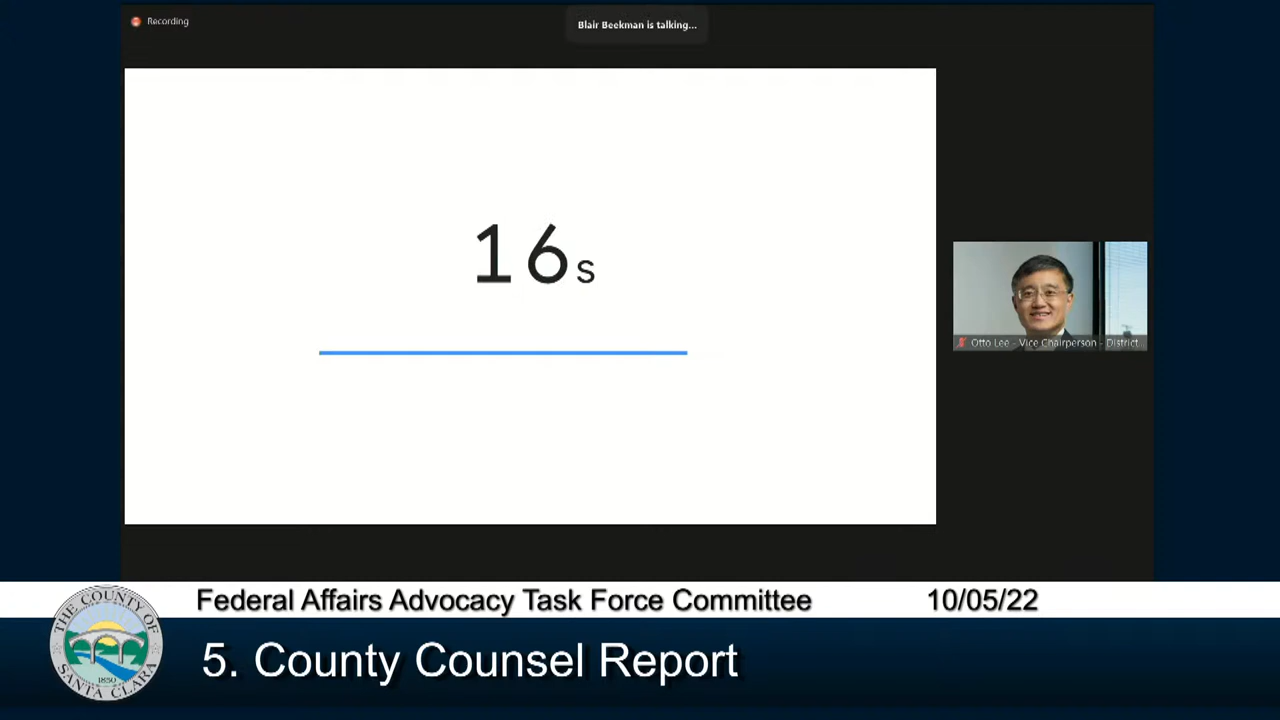 Recording
Blair Beekman is talking...
16s
Otto Lee - Vice Chairperson - District...
Federal Affairs Advocacy Task Force Committee
10/05/22
5. County Counsel Report
THE COUNTY OF
SANTA CLARA
1850